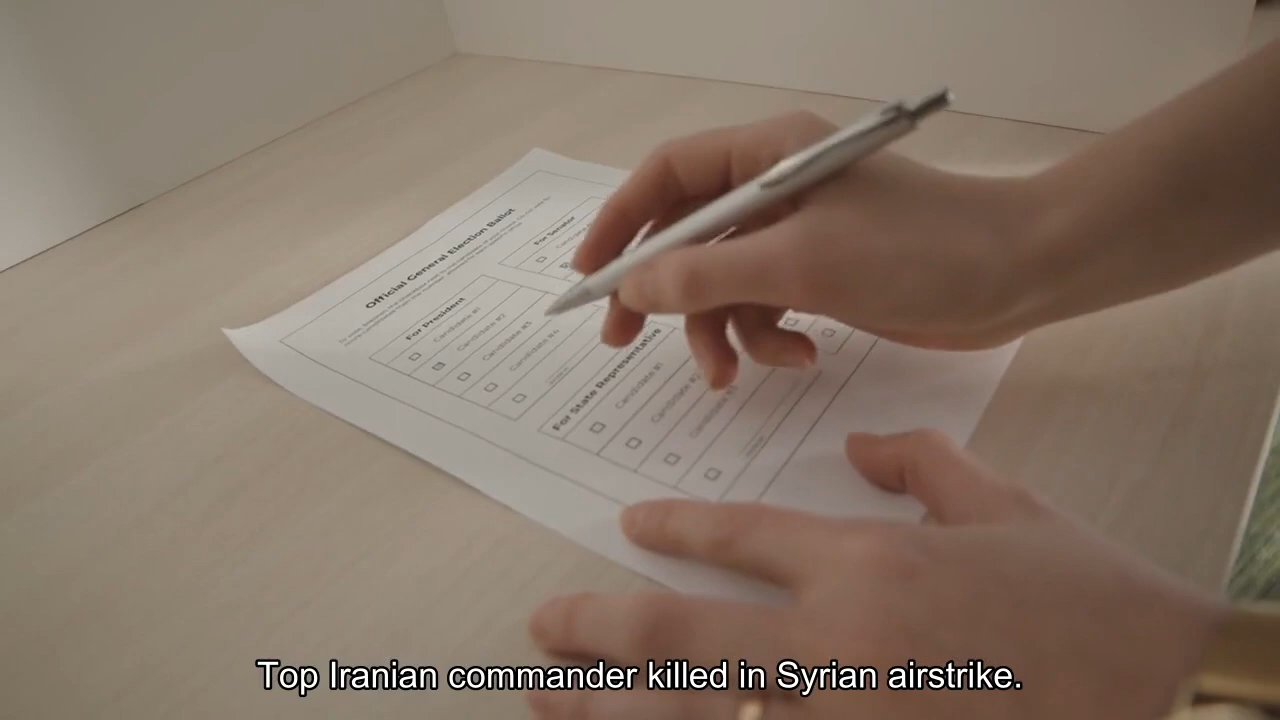 Official General Election Ballot
For President
Candidate #1
Candidate #2
Candidate #3
Candidate #4
For Senator
For State Representative
Candidate #1
Candidate #2
Candidate #3
Top Iranian commander killed in Syrian airstrike.